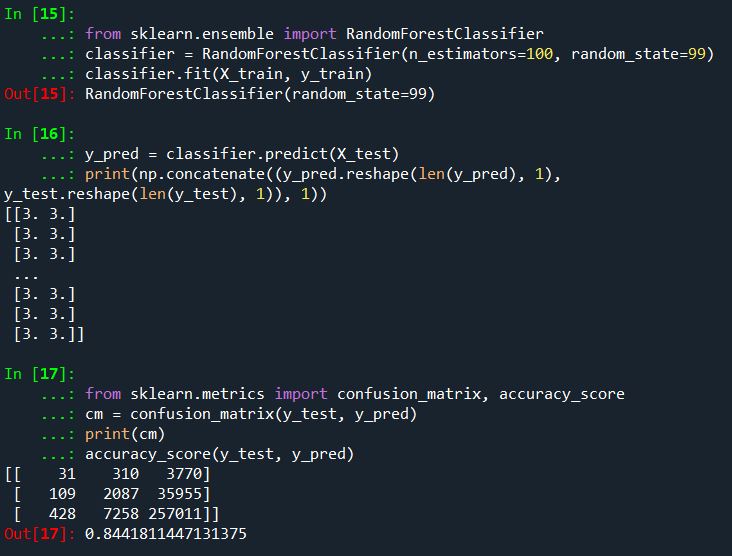 In [15]:
    ...: from sklearn.ensemble import RandomForestClassifier
    ...: classifier = RandomForestClassifier(n_estimators=100, random_state=99)
    ...: classifier.fit(X_train, y_train)
Out[15]: RandomForestClassifier(random_state=99)
In [16]:
    ...: y_pred = classifier.predict(X_test)
    ...: print(np.concatenate((y_pred.reshape(len(y_pred), 1),
y_test.reshape(len(y_test), 1)), 1))
[[3. 3.]
 [3. 3.]
 [3. 3.]
 ...
 [3. 3.]
 [3. 3.]
 [3. 3.]]
In [17]:
    ...: from sklearn.metrics import confusion_matrix, accuracy_score
    ...: cm = confusion_matrix(y_test, y_pred)
    ...: print(cm)
    ...: accuracy_score(y_test, y_pred)
[[    31    310   3770]
 [   109   2087  35955]
 [   428   7258 257011]]
Out[17]: 0.8441811447131375